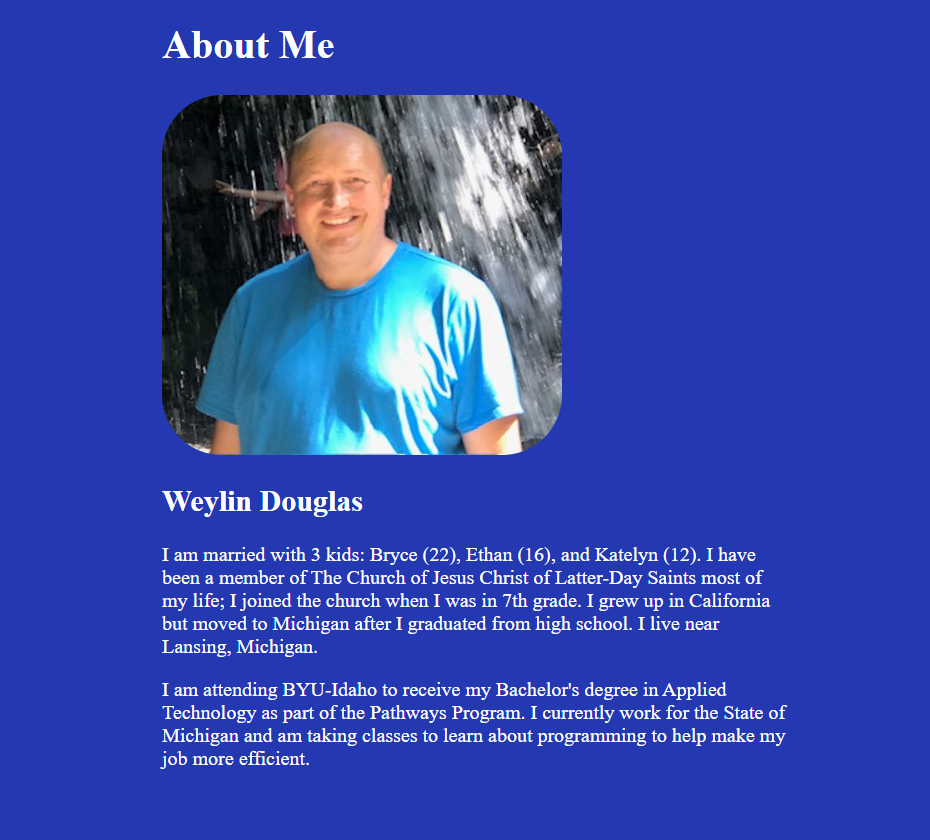 About Me
Weylin Douglas
I am married with 3 kids: Bryce (22), Ethan (16), and Katelyn (12). I have
been a member of The Church of Jesus Christ of Latter-Day Saints most of
my life; I joined the church when I was in 7th grade. I grew up in California
but moved to Michigan after I graduated from high school. I live near
Lansing, Michigan.
I am attending BYU-Idaho to receive my Bachelor's degree in Applied
Technology as part of the Pathways Program. I currently work for the State of
Michigan and am taking classes to learn about programming to help make my
job more efficient.